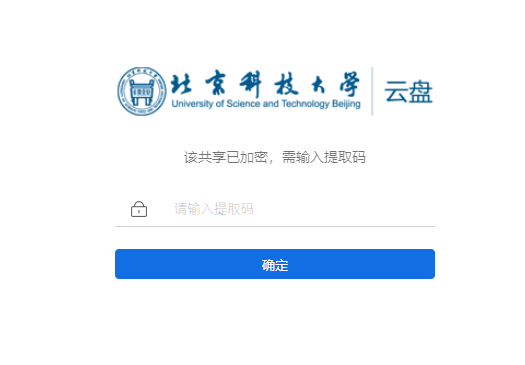 北京科技大学
University of Science and Technology Beijing
云盘
该共享已加密，需输入提取码
请输入提取码
确定